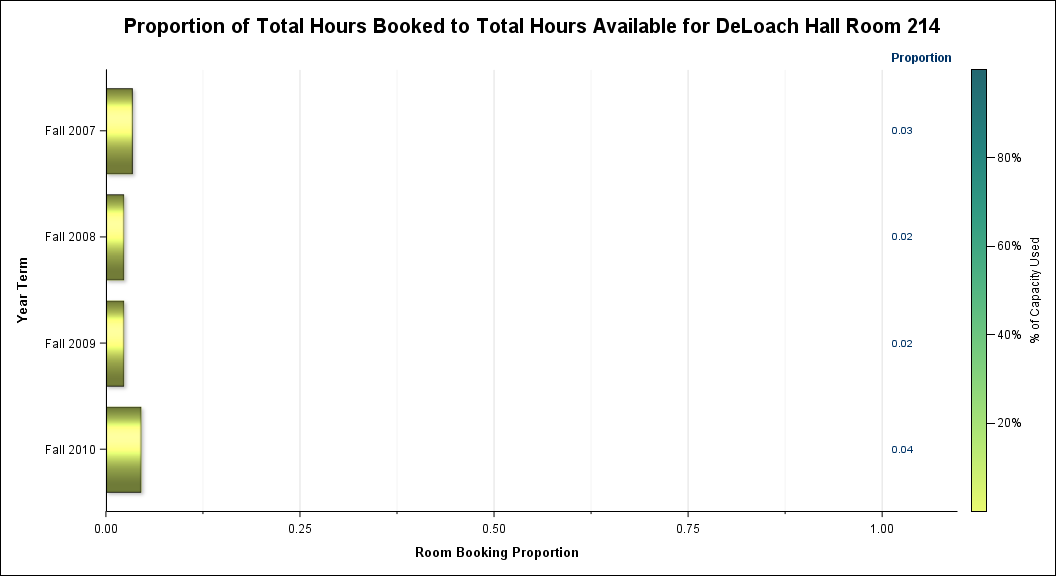 Proportion of Total Hours Booked to Total Hours Available for DeLoach Hall Room 214
Proportion
Fall 2007
0.03
Fall 2008
0.02
Fall 2009
0.02
Fall 2010
0.04
Year Term
0.00
0.25
0.50
0.75
1.00
Room Booking Proportion
80%
60%
40%
20%
% of Capacity Used